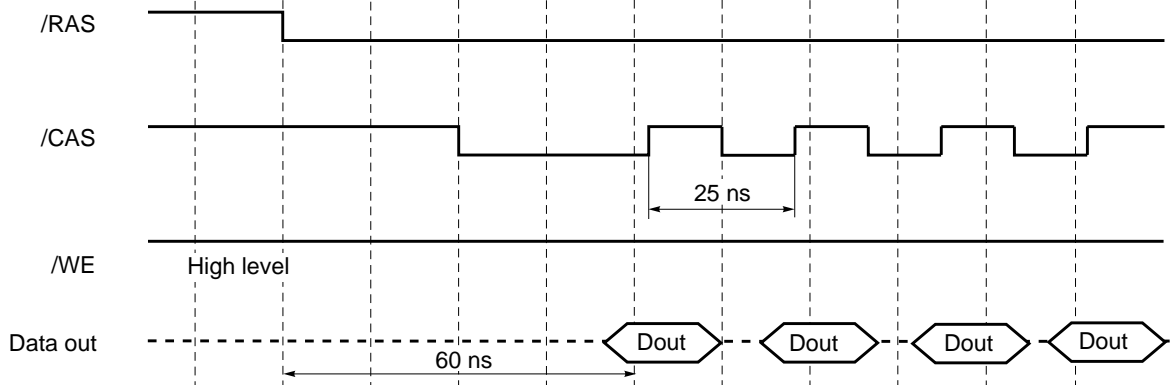 /RAS
/CAS
25 ns
/WE
High level
Data out
Dout
Dout
Dout
Dout
60 ns